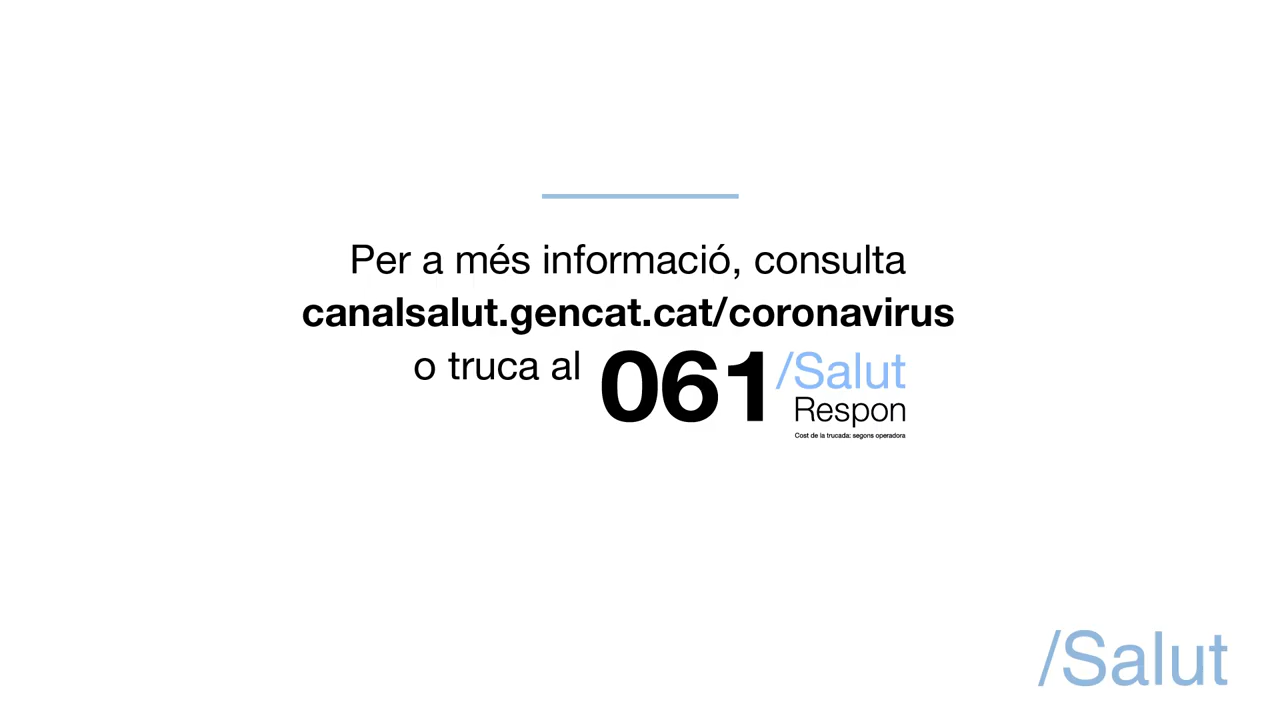 Per a més informació, consulta
canalsalut.gencat.cat/coronavirus
o truca al 061 /Salut
Respon
Cost de la trucada: segons operadora
/Salut